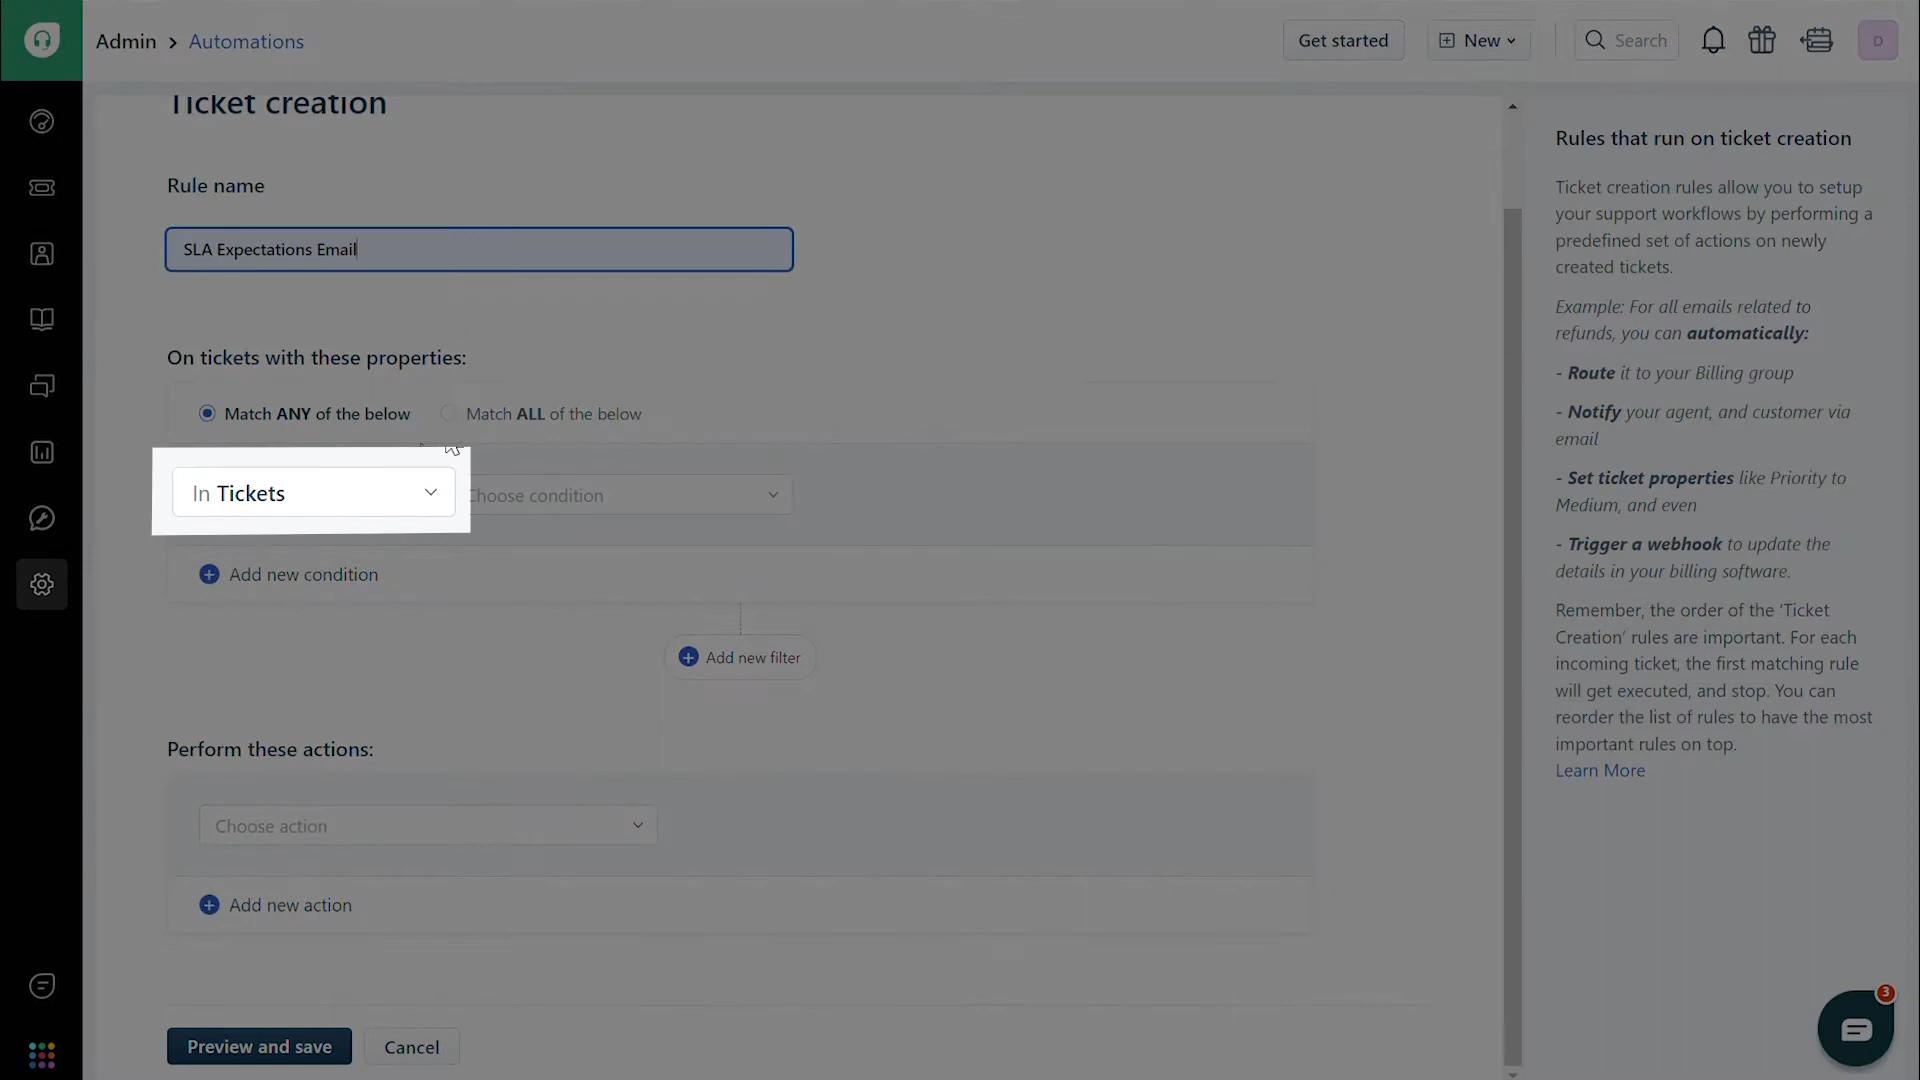 Admin > Automations
Get started
New
Search
D
Ticket creation
Rule name
SLA Expectations Email
On tickets with these properties:
Match ANY of the below
Match ALL of the below
In Tickets
Choose condition
Add new condition
Add new filter
Perform these actions:
Choose action
Add new action
Preview and save
Cancel
Rules that run on ticket creation
Ticket creation rules allow you to setup
your support workflows by performing a
predefined set of actions on newly
created tickets.
Example: For all emails related to
refunds, you can automatically:
- Route it to your Billing group
- Notify your agent, and customer via
email
- Set ticket properties like Priority to
Medium, and even
- Trigger a webhook to update the
details in your billing software.
Remember, the order of the ‘Ticket
Creation’ rules are important. For each
incoming ticket, the first matching rule
will get executed, and stop. You can
reorder the list of rules to have the most
important rules on top.
Learn More
3